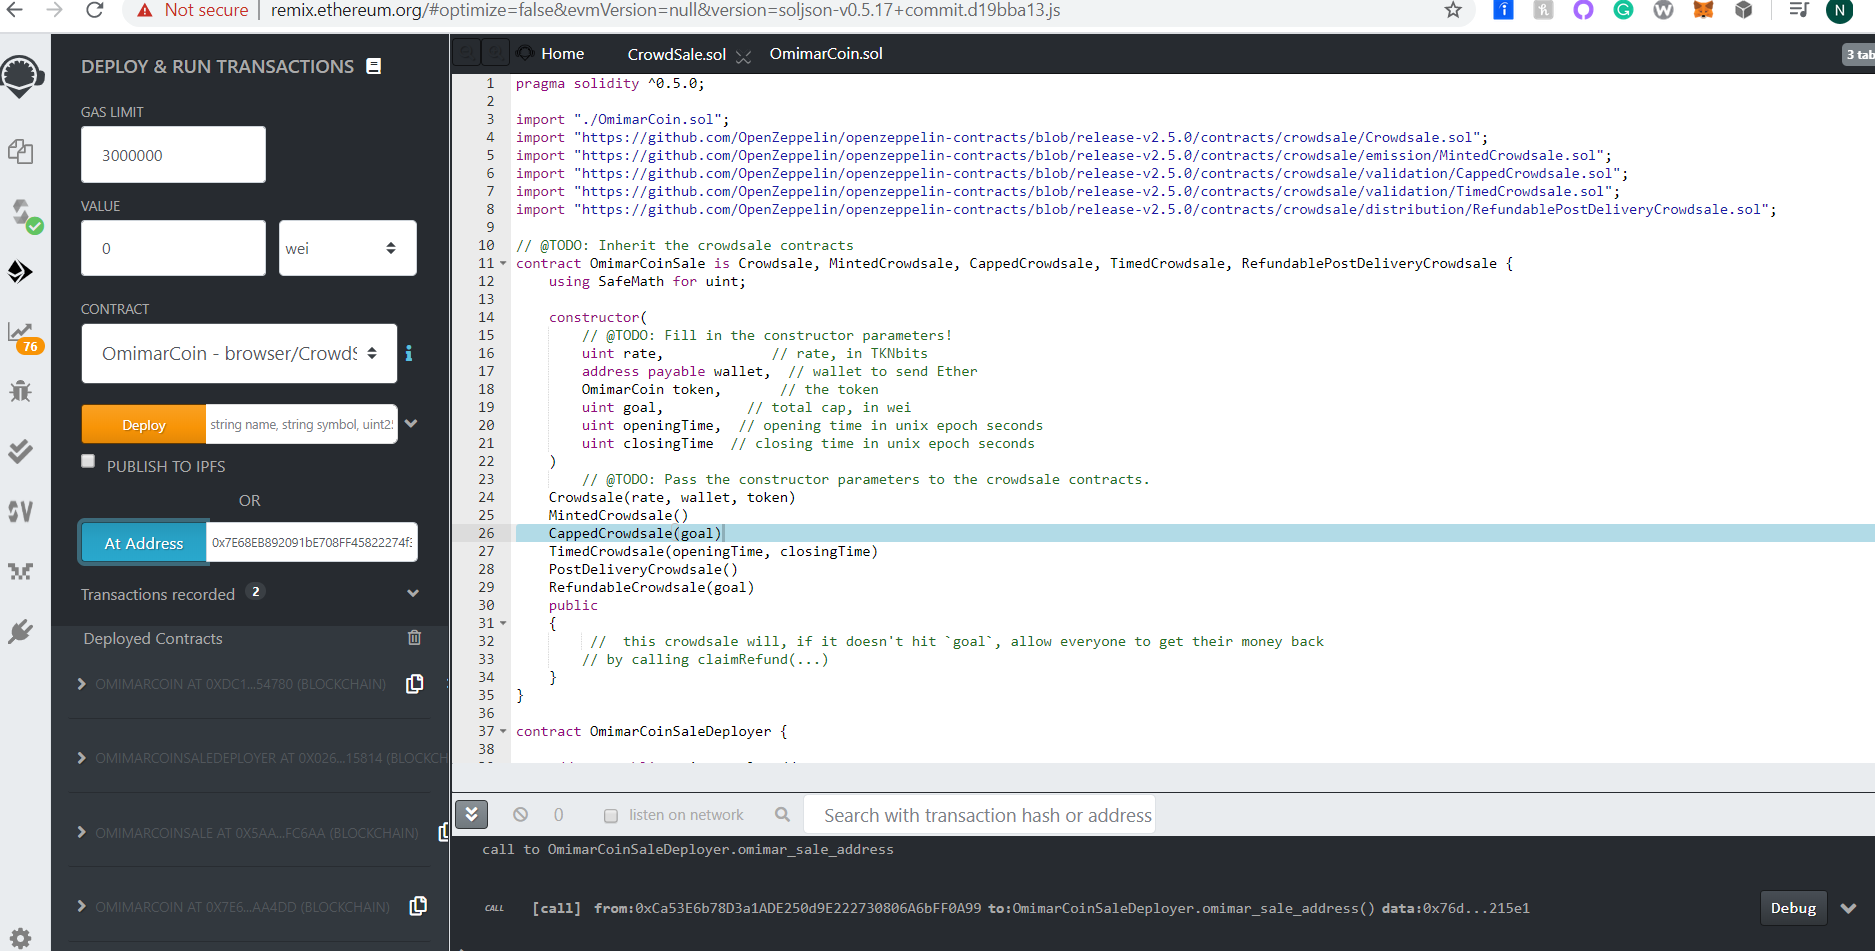 Not secure | remix.ethereum.org/#optimize=false&evmVersion=null&version=soljson-v0.5.17+commit.d19bba13.js
N
DEPLOY & RUN TRANSACTIONS
GAS LIMIT
3000000
VALUE
0
wei
CONTRACT
OmimarCoin - browser/CrowdS
i
Deploy
string name, string symbol, uint25
PUBLISH TO IPFS
OR
At Address
0x7E68EB892091bE708FF45822274f3
Transactions recorded 2
Deployed Contracts
OMIMARCOIN AT 0XDC1...54780 (BLOCKCHAIN)
OMIMARCOINSALEDEPLOYER AT 0X026...15814 (BLOCKCH
OMIMARCOINSALE AT 0X5AA...FC6AA (BLOCKCHAIN)
OMIMARCOIN AT 0X7E6...AA4DD (BLOCKCHAIN)
76
Home
CrowdSale.sol
OmimarCoin.sol
3 tab
1 pragma solidity ^0.5.0;
2
3 import "./OmimarCoin.sol";
4 import "https://github.com/OpenZeppelin/openzeppelin-contracts/blob/release-v2.5.0/contracts/crowdsale/Crowdsale.sol";
5 import "https://github.com/OpenZeppelin/openzeppelin-contracts/blob/release-v2.5.0/contracts/crowdsale/emission/MintedCrowdsale.sol";
6 import "https://github.com/OpenZeppelin/openzeppelin-contracts/blob/release-v2.5.0/contracts/crowdsale/validation/CappedCrowdsale.sol";
7 import "https://github.com/OpenZeppelin/openzeppelin-contracts/blob/release-v2.5.0/contracts/crowdsale/validation/TimedCrowdsale.sol";
8 import "https://github.com/OpenZeppelin/openzeppelin-contracts/blob/release-v2.5.0/contracts/crowdsale/distribution/RefundablePostDeliveryCrowdsale.sol";
9
10 // @TODO: Inherit the crowdsale contracts
11 contract OmimarCoinSale is Crowdsale, MintedCrowdsale, CappedCrowdsale, TimedCrowdsale, RefundablePostDeliveryCrowdsale {
12 using SafeMath for uint;
13
14 constructor(
15 // @TODO: Fill in the constructor parameters!
16 uint rate, // rate, in TKNbits
17 address payable wallet, // wallet to send Ether
18 OmimarCoin token, // the token
19 uint goal, // total cap, in wei
20 uint openingTime, // opening time in unix epoch seconds
21 uint closingTime // closing time in unix epoch seconds
22 )
23 // @TODO: Pass the constructor parameters to the crowdsale contracts.
24 Crowdsale(rate, wallet, token)
25 MintedCrowdsale()
26 CappedCrowdsale(goal)
27 TimedCrowdsale(openingTime, closingTime)
28 PostDeliveryCrowdsale()
29 RefundableCrowdsale(goal)
30 public
31 {
32 // this crowdsale will, if it doesn't hit `goal`, allow everyone to get their money back
33 // by calling claimRefund(...)
34 }
35 }
36
37 contract OmimarCoinSaleDeployer {
38
0
listen on network
Search with transaction hash or address
call to OmimarCoinSaleDeployer.omimar_sale_address
CALL [call] from:0xCa53E6b78D3a1ADE250d9E222730806A6bFF0A99 to:OmimarCoinSaleDeployer.omimar_sale_address() data:0x76d...215e1
Debug